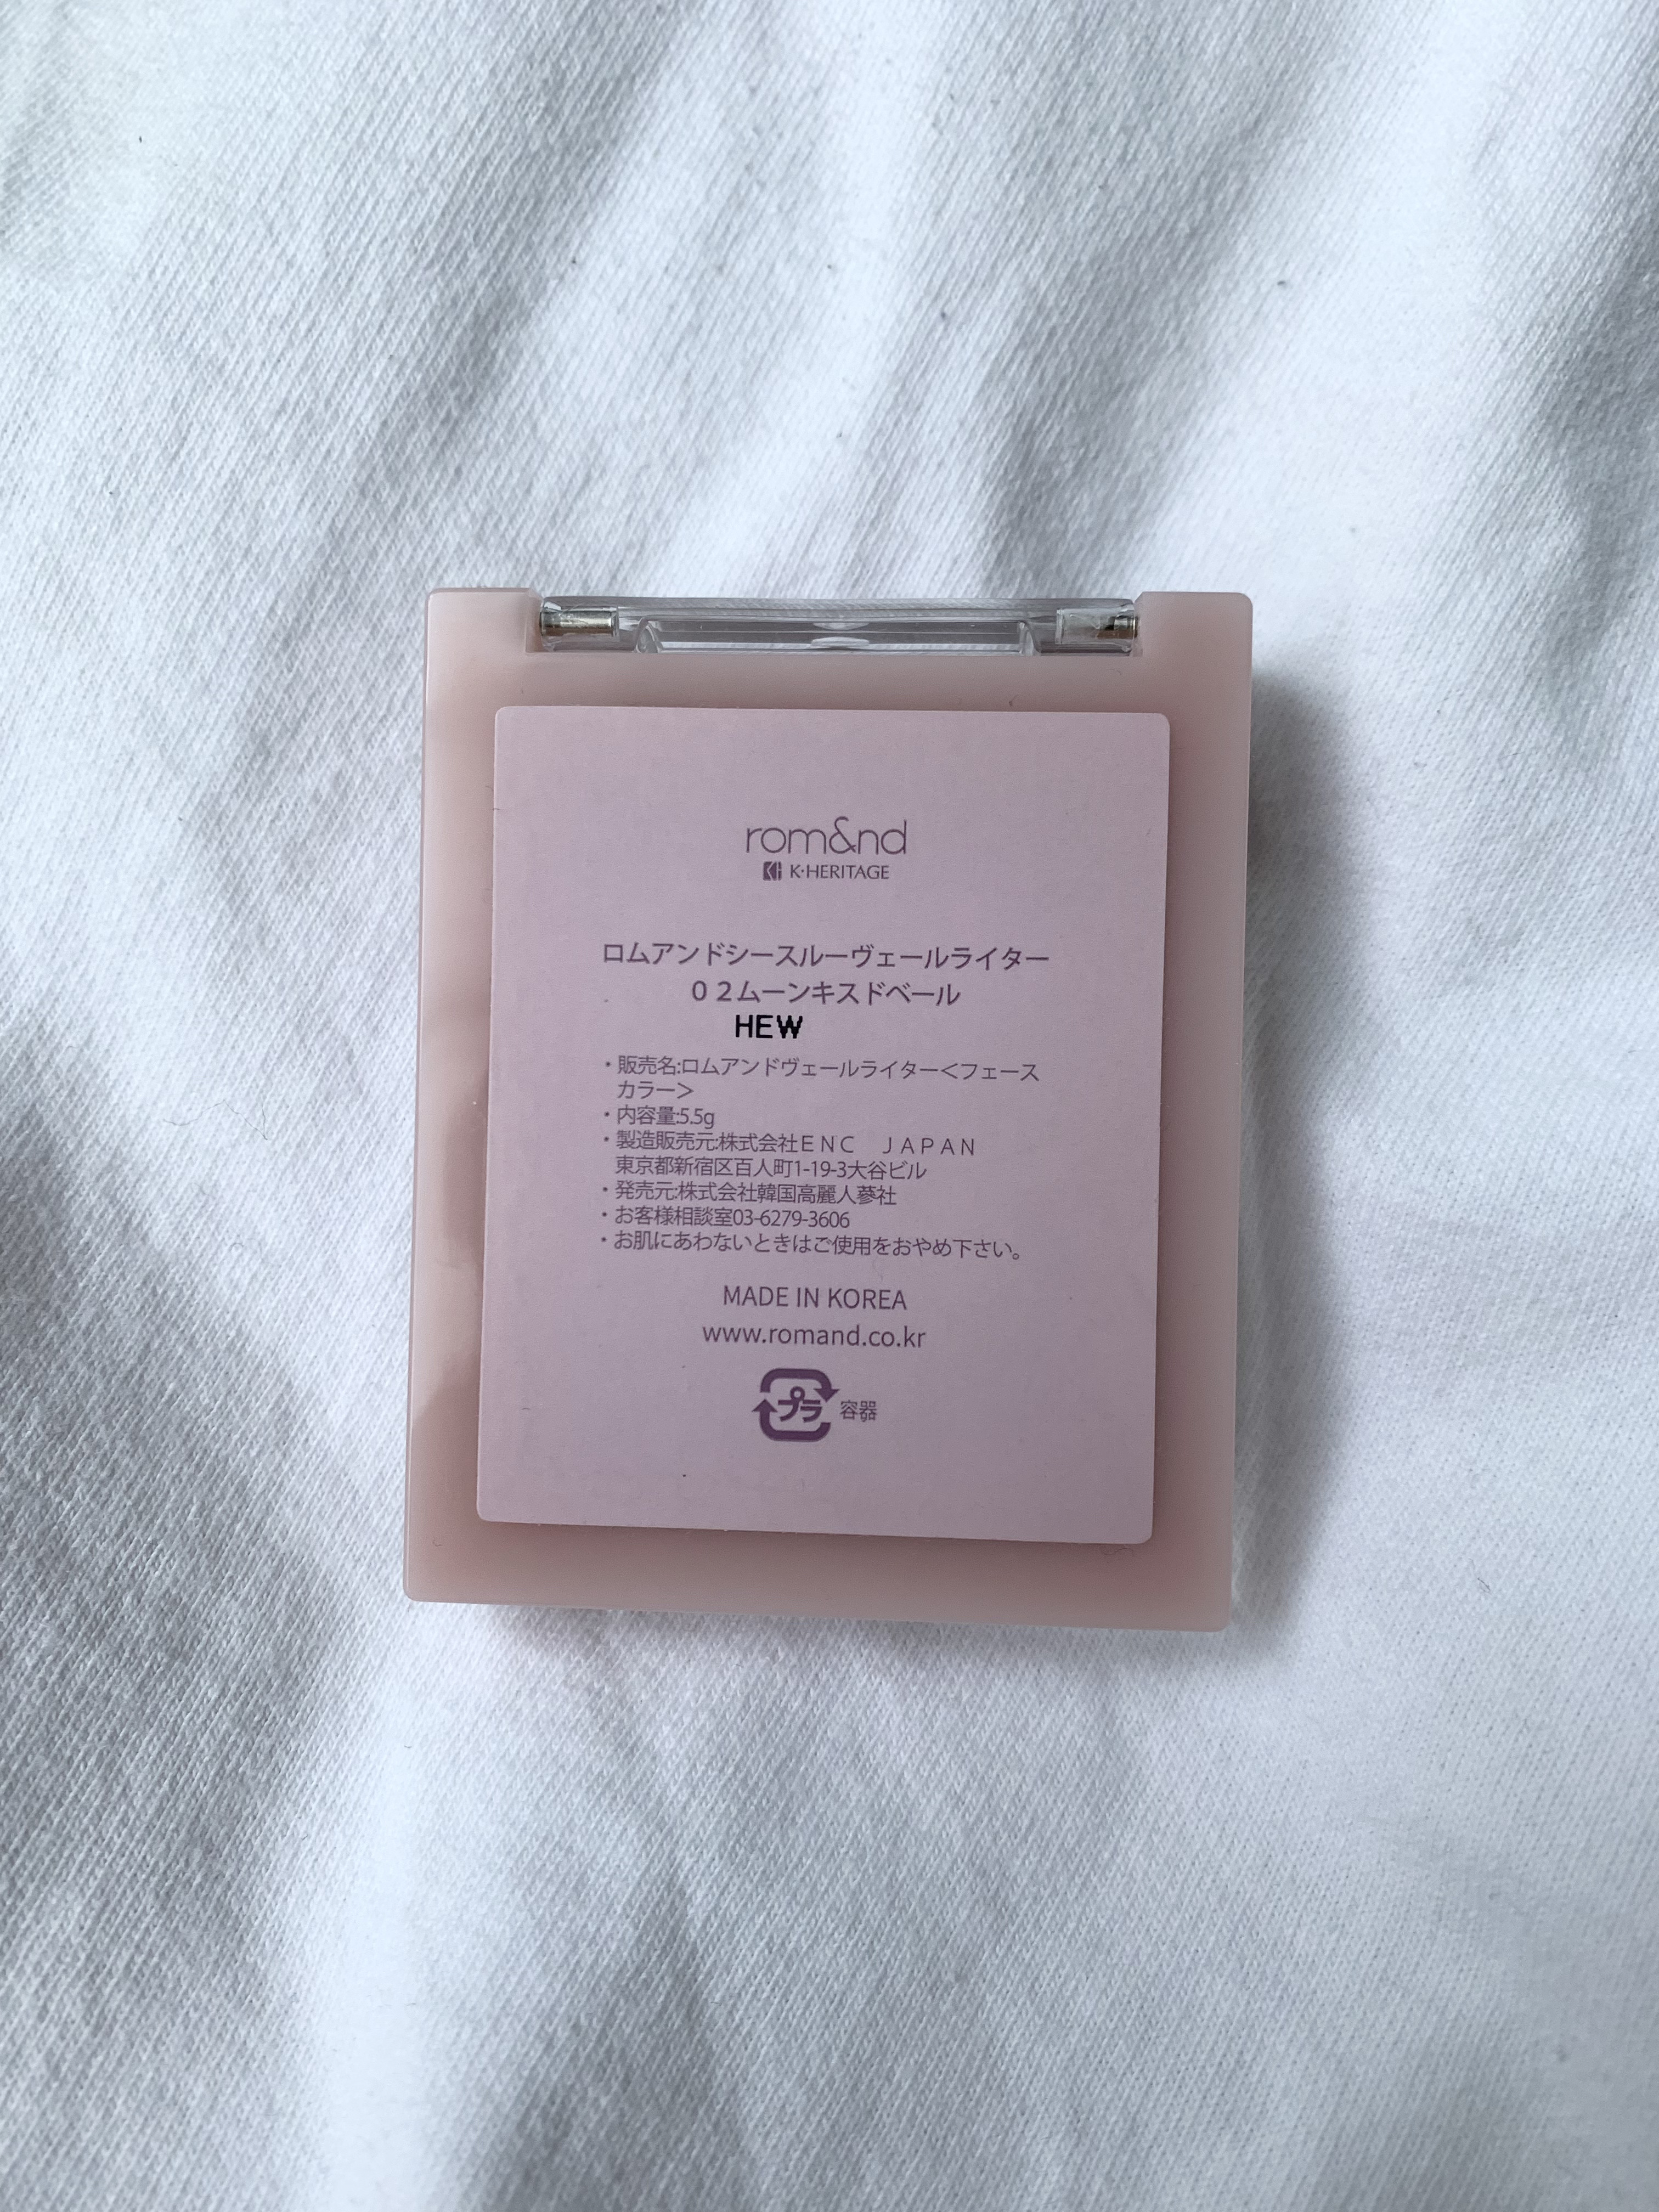 rom&nd
K·HERITAGE
ロムアンドシースルーヴェールライター
０２ムーンキスドベール
HEW
・販売名:ロムアンドヴェールライター＜フェース
カラー＞
・内容量:5.5g
・製造販売元:株式会社ＥＮＣ　ＪＡＰＡＮ
東京都新宿区百人町1-19-3大谷ビル
・発売元:株式会社韓国高麗人蔘社
・お客様相談室03-6279-3606
・お肌にあわないときはご使用をおやめ下さい。
MADE IN KOREA
www.romand.co.kr
プラ 容器